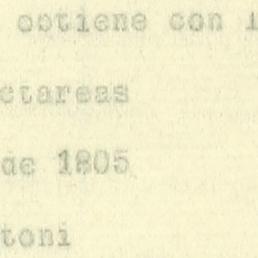 obtiene con
ctareas
de 1805
toni